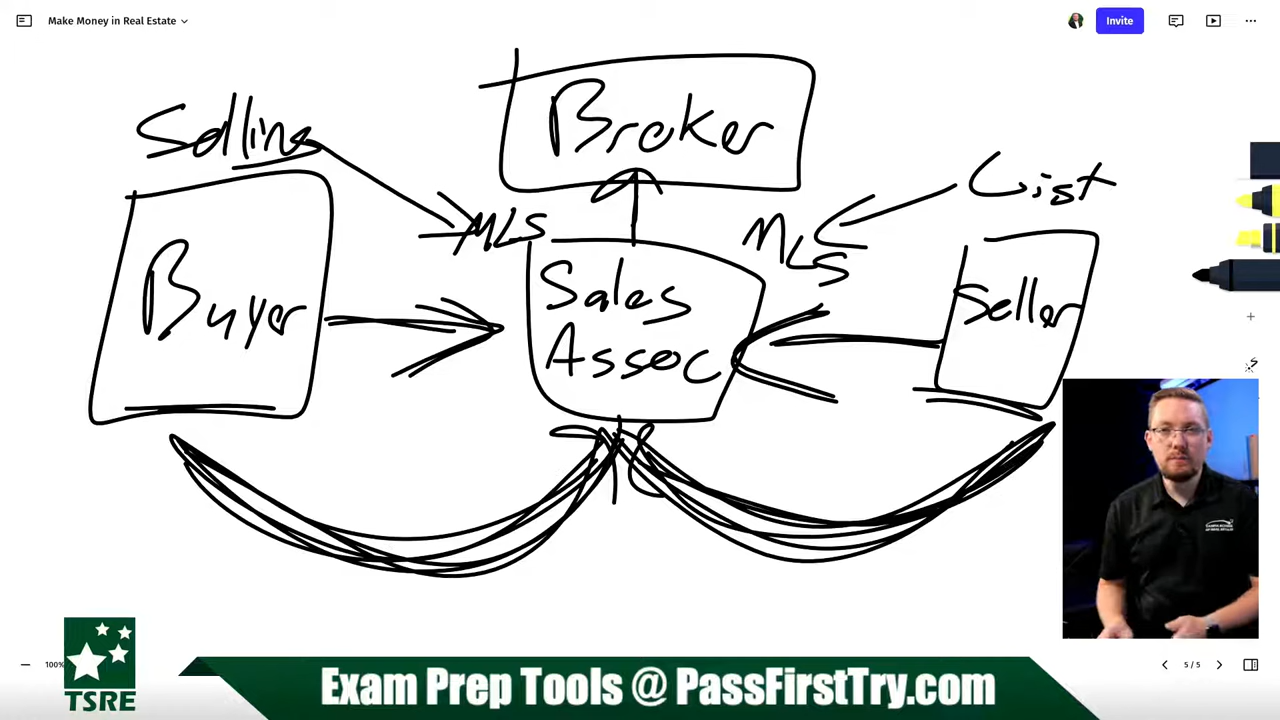 Make Money in Real Estate
Invite
Broker
Selling
List
MLS
MLS
Buyer
Sales
Assoc
Seller
100%
5 / 5
TSRE
Exam Prep Tools @ PassFirstTry.com